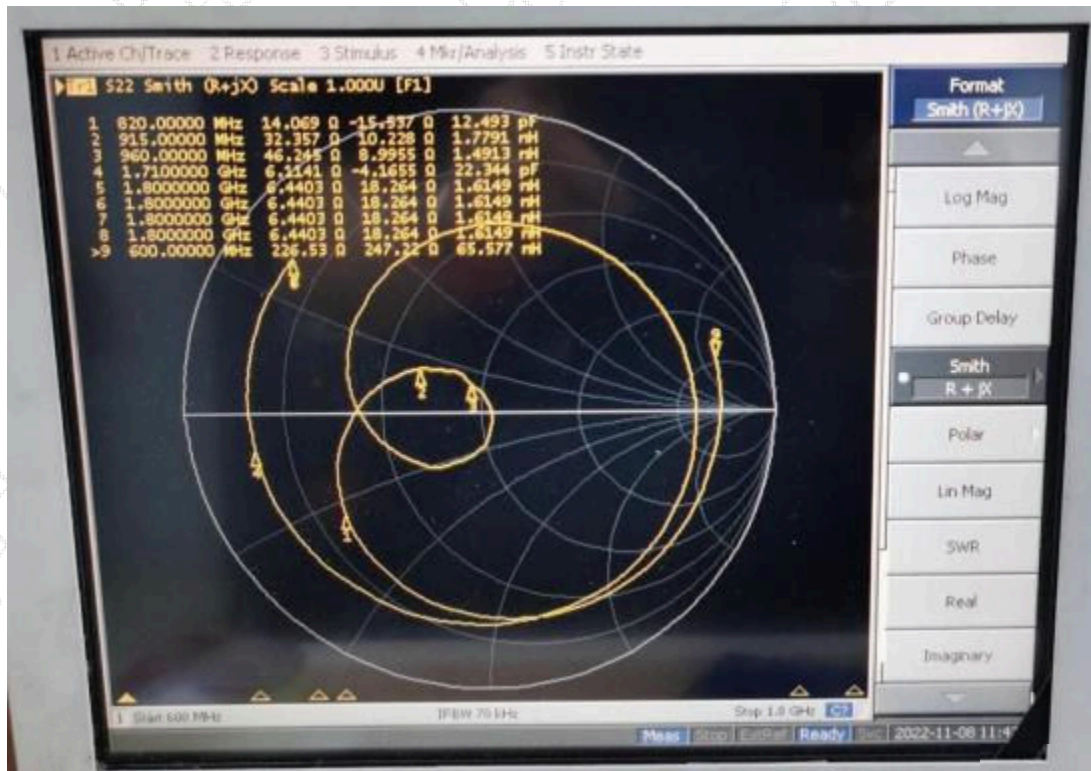 1 Active Ch/Trace 2 Response 3 Stimulus 4 Mkr/Analysis 5 Instr State
Tr1 S22 Smith (R+jX) Scale 1.000U [F1]
1 820.00000 MHz 14.069 Ω -15.537 Ω 12.493 pF
2 915.00000 MHz 32.357 Ω 10.228 Ω 1.7791 nH
3 960.00000 MHz 46.245 Ω 8.9955 Ω 1.4913 nH
4 1.7100000 GHz 6.1141 Ω -4.1655 Ω 22.344 pF
5 1.8000000 GHz 6.4403 Ω 18.264 Ω 1.6149 nH
6 1.8000000 GHz 6.4403 Ω 18.264 Ω 1.6149 nH
7 1.8000000 GHz 6.4403 Ω 18.264 Ω 1.6149 nH
8 1.8000000 GHz 6.4403 Ω 18.264 Ω 1.6149 nH
>9 600.00000 MHz 226.53 Ω 247.22 Ω 65.577 nH
9
2
3
4
1
1 Start 600 MHz IFBW 70 kHz Stop 1.8 GHz C?
Meas Stop ExtRef Ready Svc 2022-11-08 11:4
Format
Smith (R+jX)
Log Mag
Phase
Group Delay
Smith
R + jX
Polar
Lin Mag
SWR
Real
Imaginary